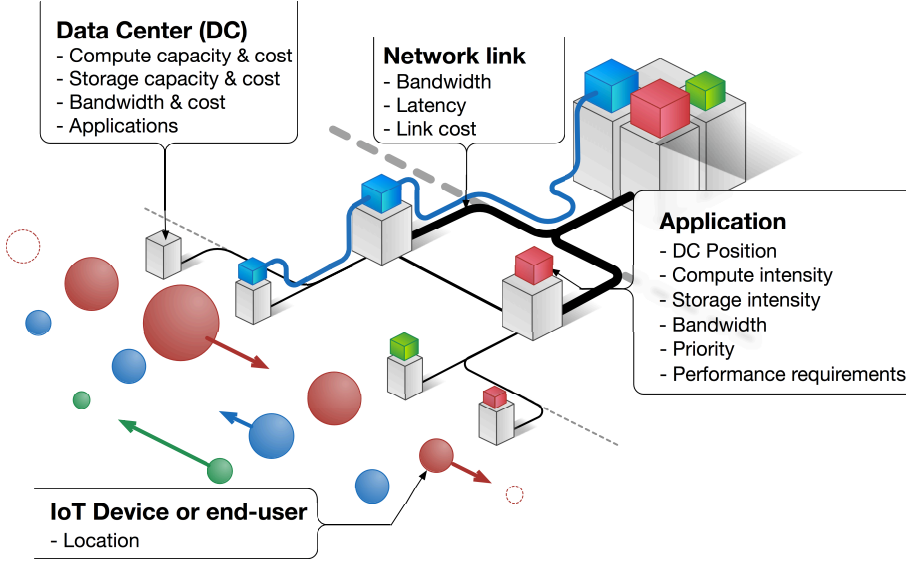 Data Center (DC)
- Compute capacity & cost
- Storage capacity & cost
- Bandwidth & cost
- Applications
Network link
- Bandwidth
- Latency
- Link cost
Application
- DC Position
- Compute intensity
- Storage intensity
- Bandwidth
- Priority
- Performance requirements
IoT Device or end-user
- Location